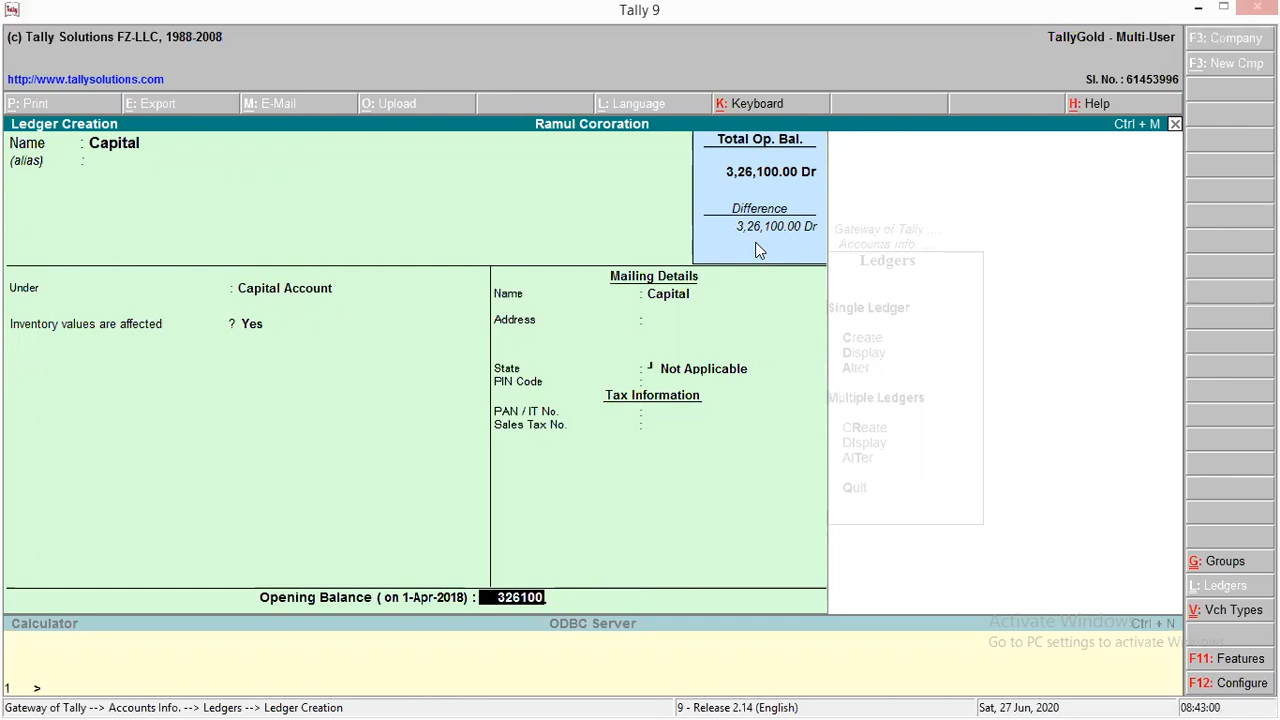 Tally 9
(c) Tally Solutions FZ-LLC, 1988-2008
TallyGold - Multi-User
http://www.tallysolutions.com
Sl. No. : 61453996
P: Print
E: Export
M: E-Mail
O: Upload
L: Language
K: Keyboard
H: Help
F3: Company
F3: New Cmp
Ledger Creation
Ramul Cororation
Ctrl + M
Name : Capital
(alias) :
Total Op. Bal.
3,26,100.00 Dr
Difference
3,26,100.00 Dr
Gateway of Tally ....
Accounts Info. ....
Ledgers
Single Ledger
Create
Display
Alter
Multiple Ledgers
CReate
DIsplay
AlTer
Quit
Under : Capital Account
Inventory values are affected ? Yes
Mailing Details
Name : Capital
Address :
State : ┘ Not Applicable
PIN Code :
Tax Information
PAN / IT No. :
Sales Tax No. :
Opening Balance ( on 1-Apr-2018) : 326100
G: Groups
L: Ledgers
V: Vch Types
F11: Features
F12: Configure
Calculator
ODBC Server
Ctrl + N
Activate Windows
Go to PC settings to activate Windows.
1 >
Gateway of Tally --> Accounts Info. --> Ledgers --> Ledger Creation
9 - Release 2.14 (English)
Sat, 27 Jun, 2020
08:43:00